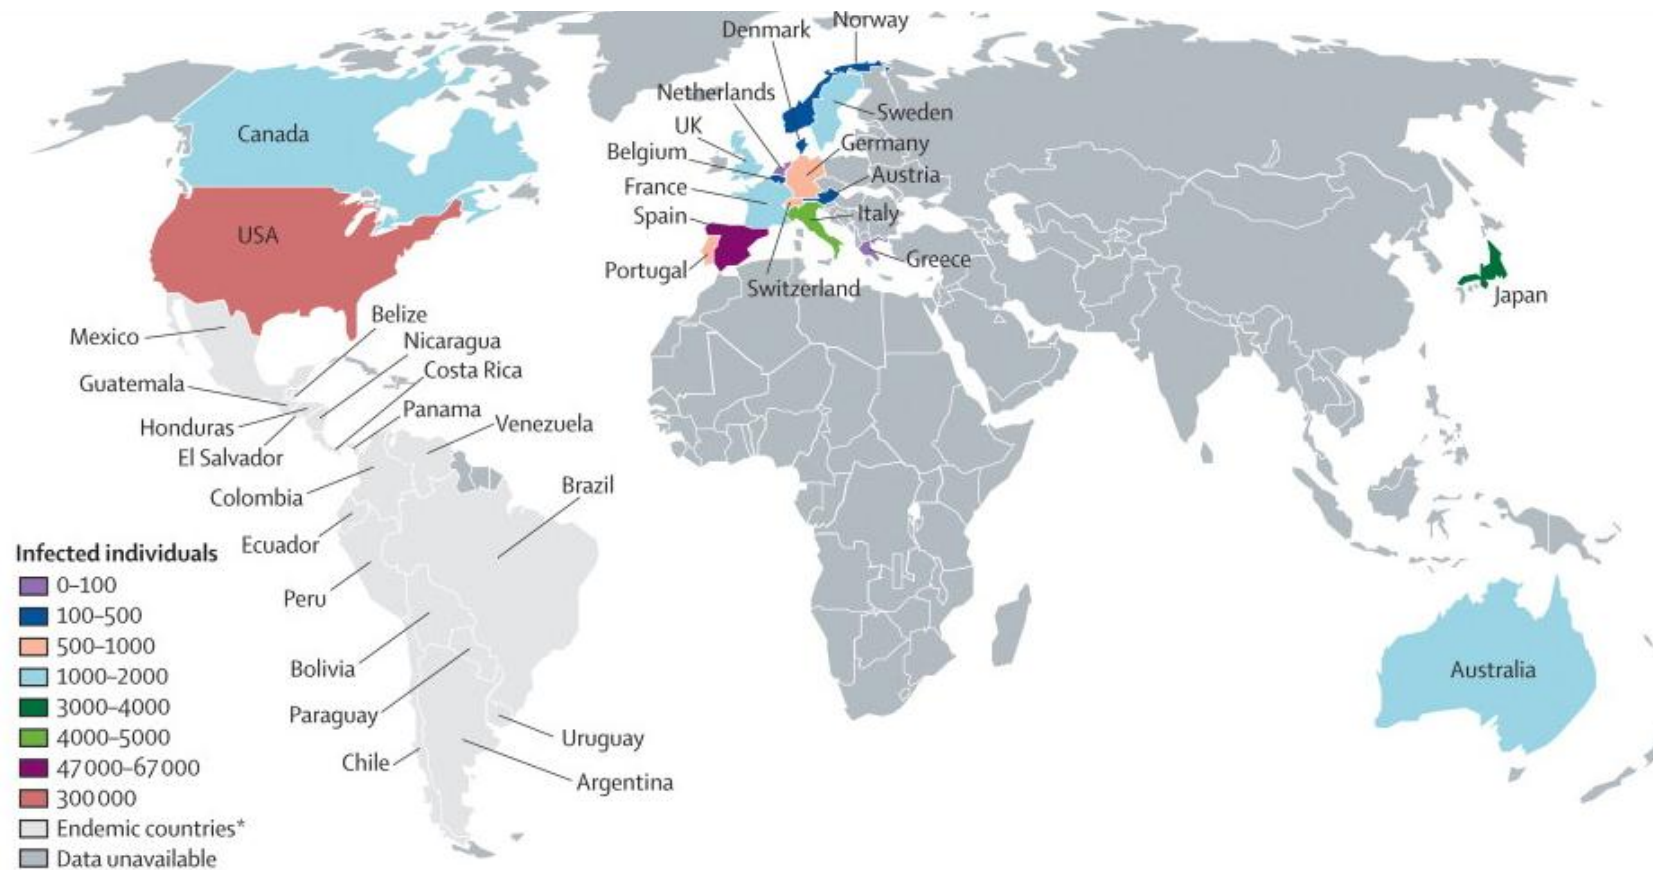 Norway
Denmark
Netherlands
Sweden
UK
Canada
Germany
Belgium
Austria
France
Spain
Italy
USA
Greece
Portugal
Switzerland
Japan
Belize
Mexico
Nicaragua
Costa Rica
Guatemala
Panama
Venezuela
Honduras
El Salvador
Brazil
Colombia
Ecuador
Peru
Bolivia
Australia
Paraguay
Uruguay
Chile
Argentina
Infected individuals
0–100
100–500
500–1000
1000–2000
3000–4000
4000–5000
47 000–67 000
300 000
Endemic countries*
Data unavailable